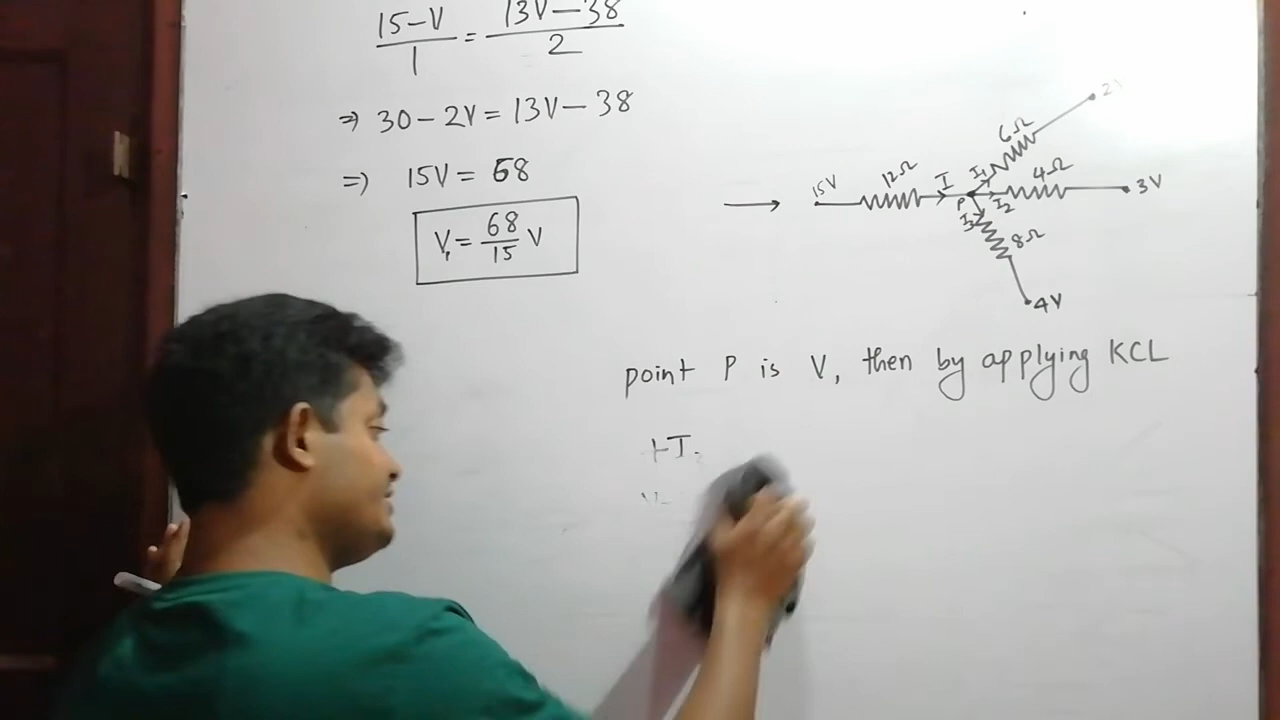 15-V/1 = 13V-38/2
⇒ 30-2V = 13V-38
⇒ 15V = 68
V₁ = 68/15 V
→ 15V 12Ω I P
I₁ 6Ω 2V
I₂ 4Ω 3V
I₃ 8Ω 4V
point P is V, then by applying KCL
+I